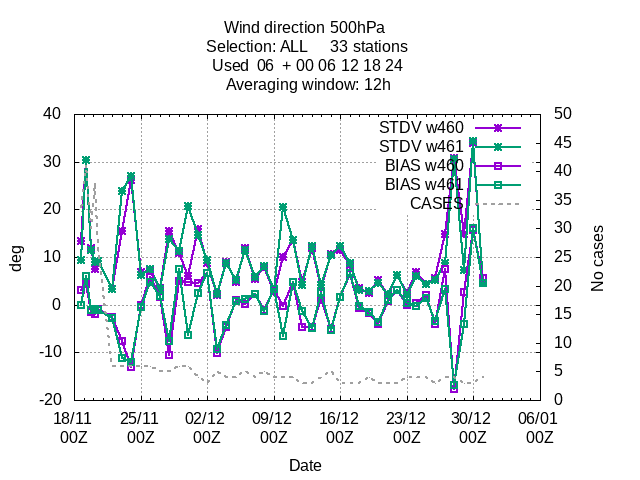 Wind direction 500hPa
Selection: ALL     33 stations
Used  06  + 00 06 12 18 24
Averaging window: 12h
40 50
STDV w460
45
STDV w461
30 40
BIAS w460
BIAS w461
35
20 CASES
30
10 25
deg No cases
20
0
15
-10 10
5
-20 0
18/11 25/11 02/12 09/12 16/12 23/12 30/12 06/01
00Z 00Z 00Z 00Z 00Z 00Z 00Z 00Z
Date